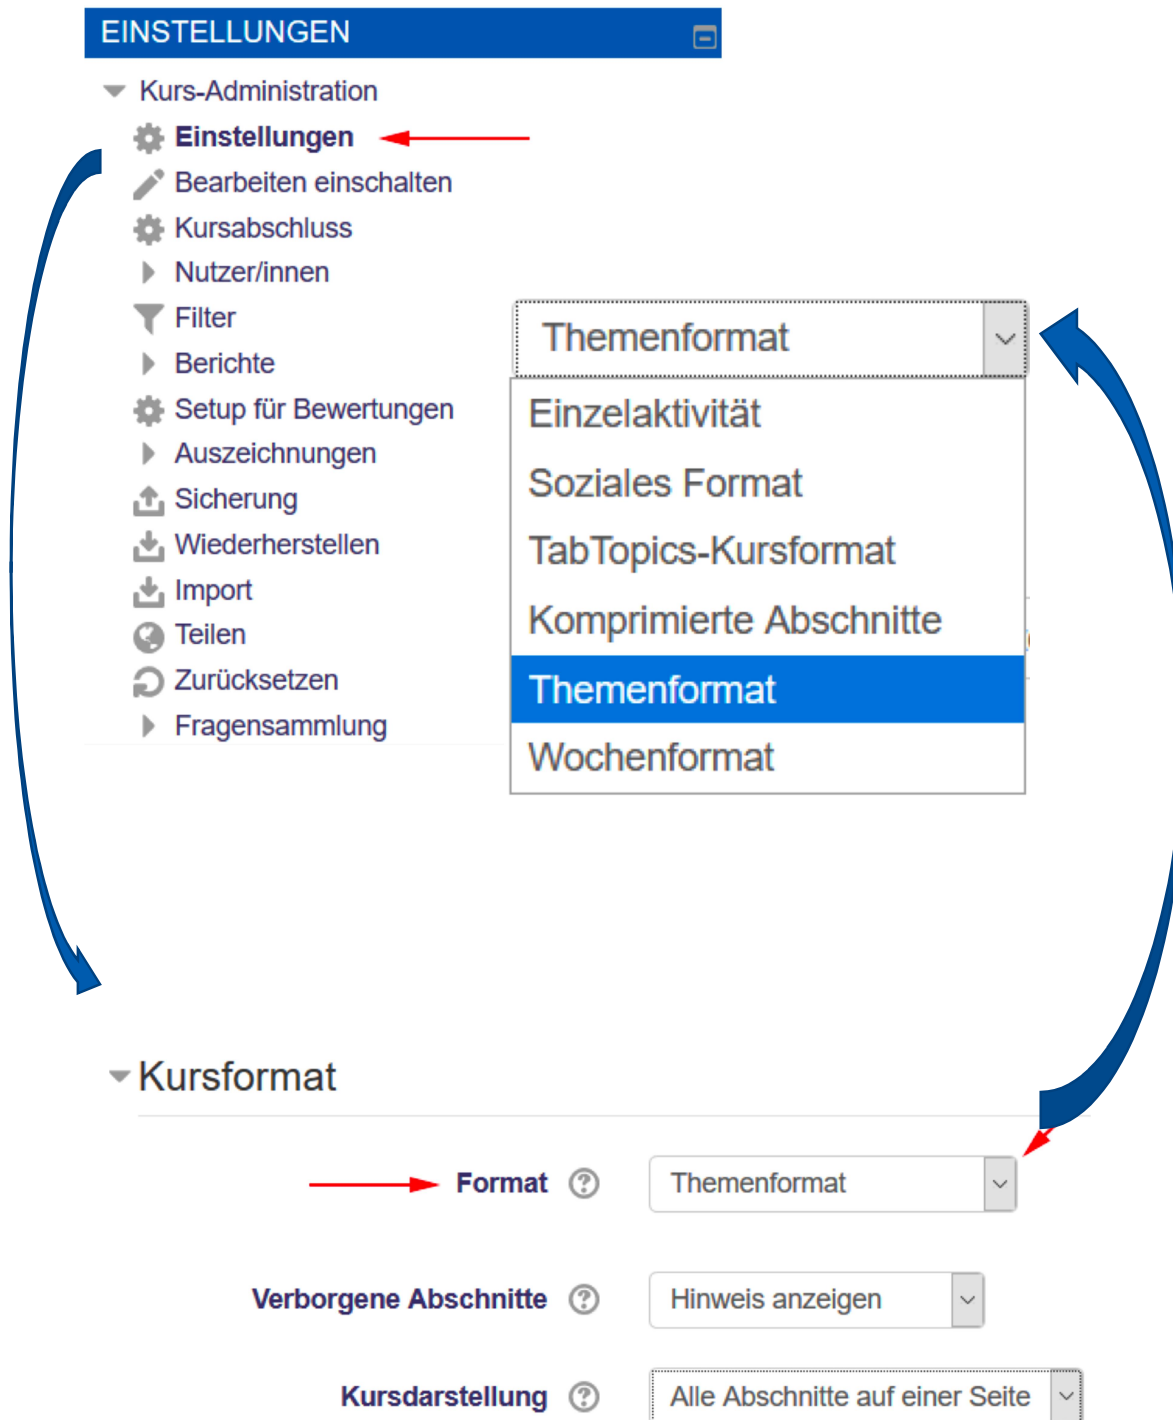 EINSTELLUNGEN
Kurs-Administration
Einstellungen
Bearbeiten einschalten
Kursabschluss
Nutzer/innen
Filter
Berichte
Setup für Bewertungen
Auszeichnungen
Sicherung
Wiederherstellen
Import
Teilen
Zurücksetzen
Fragensammlung
Themenformat
Einzelaktivität
Soziales Format
TabTopics-Kursformat
Komprimierte Abschnitte
Themenformat
Wochenformat
Kursformat
Format ? Themenformat
Verborgene Abschnitte ? Hinweis anzeigen
Kursdarstellung ? Alle Abschnitte auf einer Seite